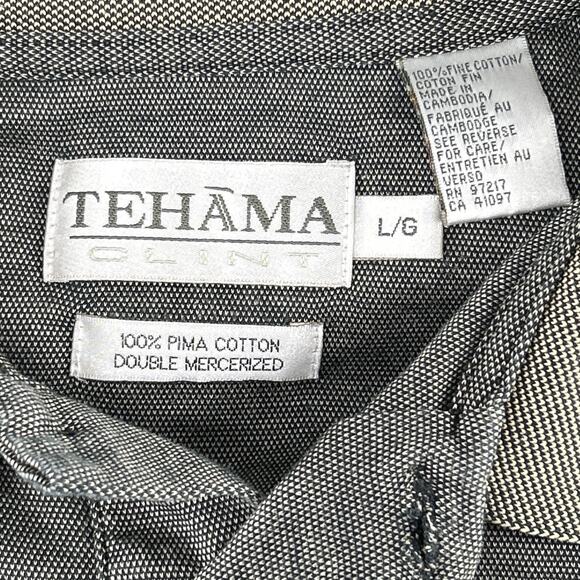 TEHĀMA
CLINT
L/G
100% PIMA COTTON
DOUBLE MERCERIZED
100% FINE COTTON/
COTON FIN
MADE IN
CAMBODIA/
FABRIQUÉ AU
CAMBODGE
SEE REVERSE
FOR CARE/
ENTRETIEN AU
VERSO
RN 97217
CA 41097